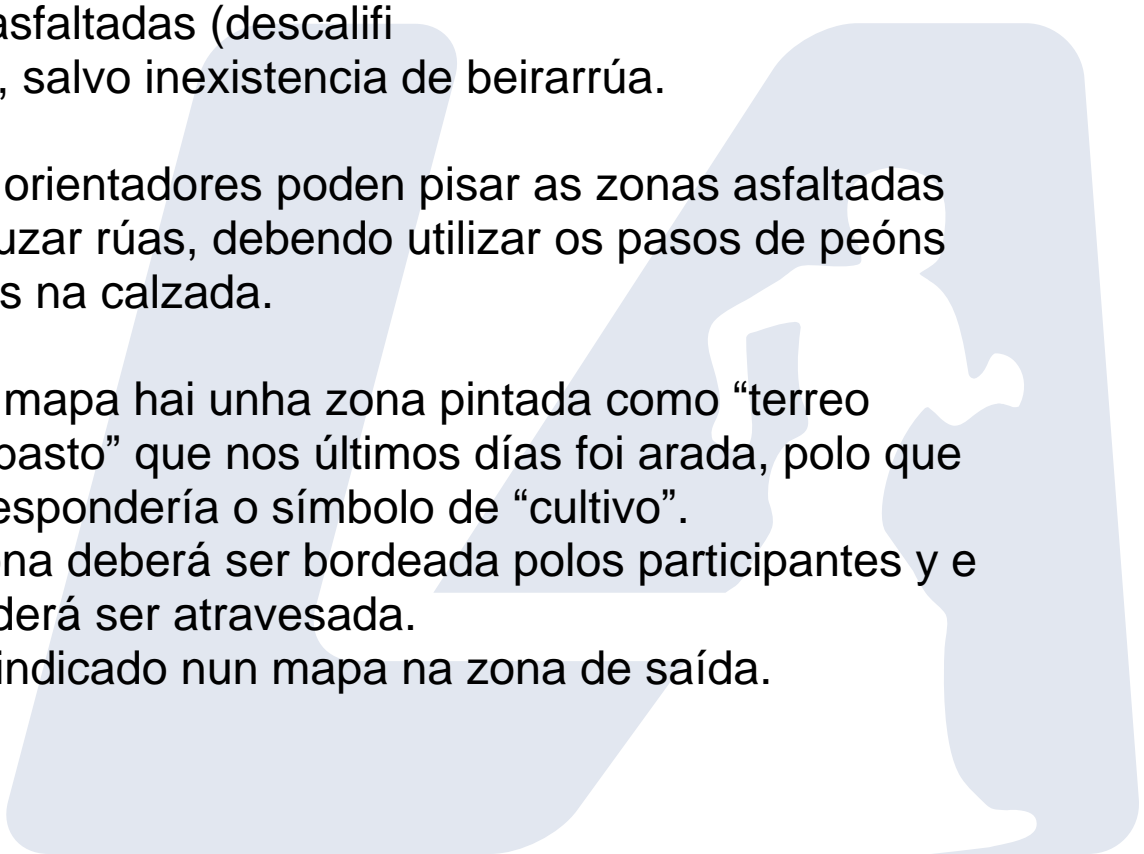 asfaltadas (descalifi
, salvo inexistencia de beirarrúa.
orientadores poden pisar as zonas asfaltadas
uzar rúas, debendo utilizar os pasos de peóns
s na calzada.
mapa hai unha zona pintada como “terreo
pasto” que nos últimos días foi arada, polo que
espondería o símbolo de “cultivo”.
ona deberá ser bordeada polos participantes y e
derá ser atravesada.
indicado nun mapa na zona de saída.